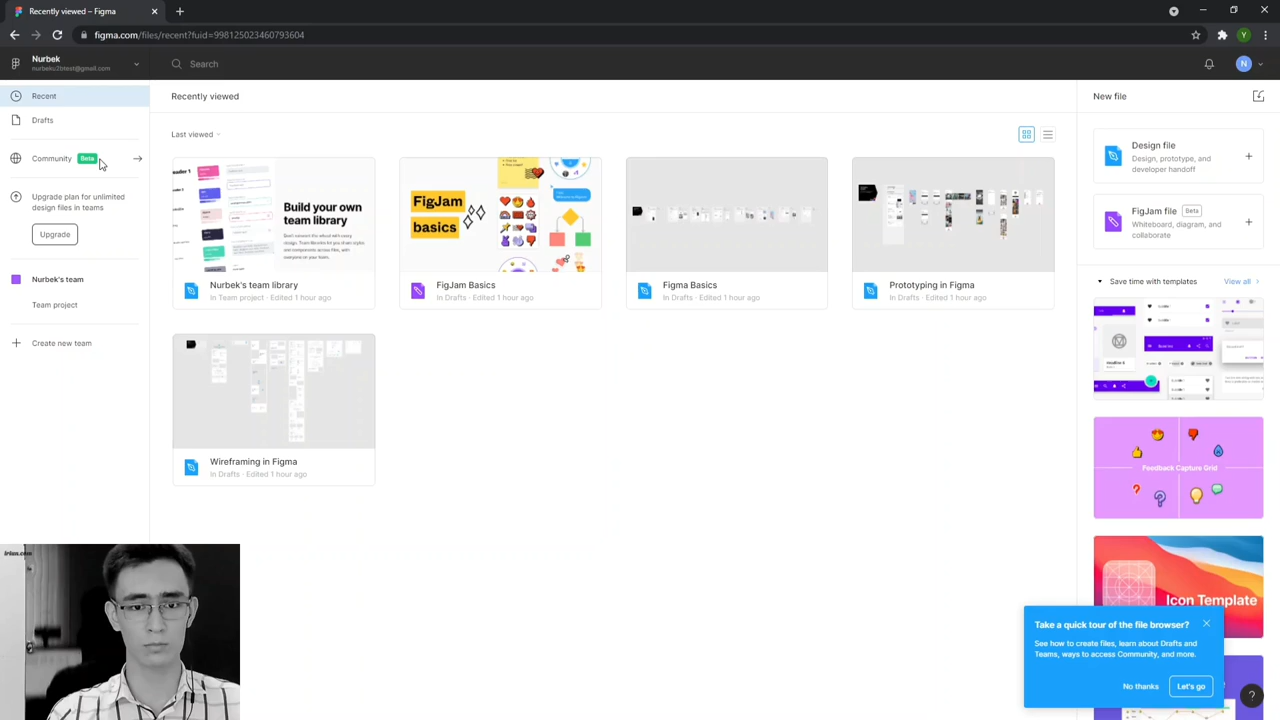 Recently viewed – Figma
figma.com/files/recent?fuid=998125023460793604
Nurbek
nurbeku2btest@gmail.com
Search
N
Y
Recent
Drafts
Community Beta
Upgrade plan for unlimited
design files in teams
Upgrade
Nurbek's team
Team project
Create new team
Recently viewed
Last viewed
Build your own
team library
Nurbek's team library
In Team project · Edited 1 hour ago
FigJam
basics
FigJam Basics
In Drafts · Edited 1 hour ago
Figma Basics
In Drafts · Edited 1 hour ago
Prototyping in Figma
In Drafts · Edited 1 hour ago
Wireframing in Figma
In Drafts · Edited 1 hour ago
New file
Design file
Design, prototype, and
developer handoff
FigJam file Beta
Whiteboard, diagram, and
collaborate
Save time with templates
View all
Feedback Capture Grid
Icon Template
Take a quick tour of the file browser?
See how to create files, learn about Drafts and
Teams, ways to access Community, and more.
No thanks
Let's go
?